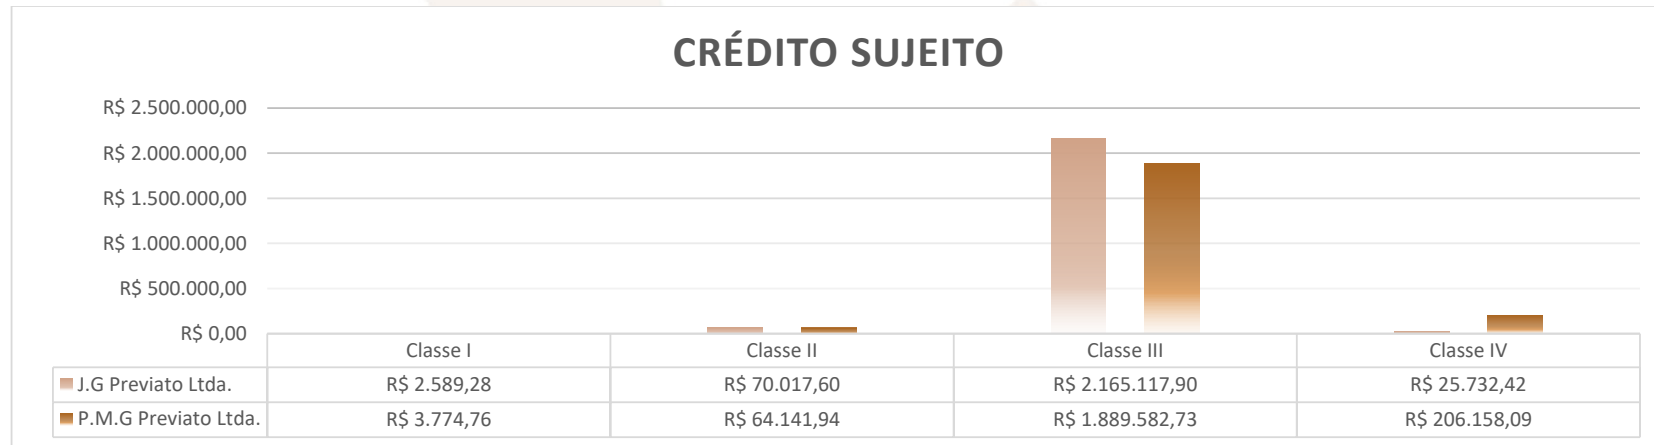 CRÉDITO SUJEITO
R$ 2.500.000,00
R$ 2.000.000,00
R$ 1.500.000,00
R$ 1.000.000,00
R$ 500.000,00
R$ 0,00
Classe I Classe II Classe III Classe IV
J.G Previato Ltda. R$ 2.589,28 R$ 70.017,60 R$ 2.165.117,90 R$ 25.732,42
P.M.G Previato Ltda. R$ 3.774,76 R$ 64.141,94 R$ 1.889.582,73 R$ 206.158,09